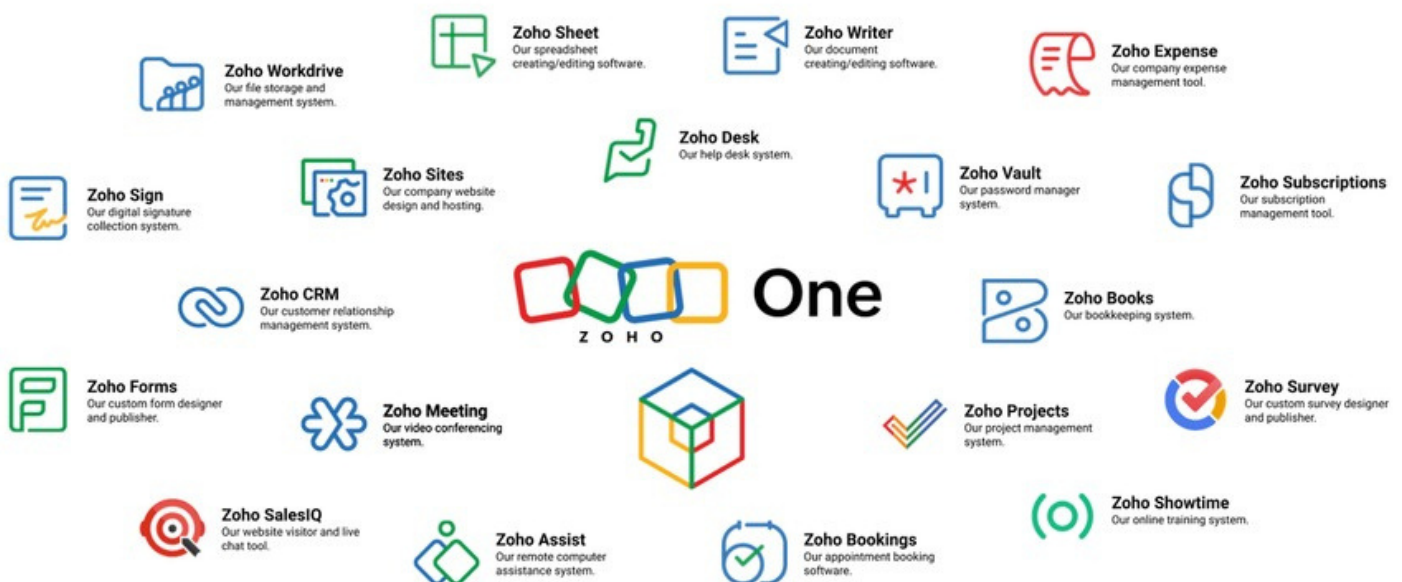 Zoho Sheet
Our spreadsheet
creating/editing software.
Zoho Writer
Our document
creating/editing software.
Zoho Expense
Our company expense
management tool.
Zoho Workdrive
Our file storage and
management system.
Zoho Desk
Our help desk system.
Zoho Sites
Our company website
design and hosting.
Zoho Vault
Our password manager
system.
Zoho Subscriptions
Our subscription
management tool.
Zoho Sign
Our digital signature
collection system.
Zoho CRM
Our customer relationship
management system.
ZOHO
One
Zoho Books
Our bookkeeping system.
Zoho Forms
Our custom form designer
and publisher.
Zoho Meeting
Our video conferencing
system.
Zoho Projects
Our project management
system.
Zoho Survey
Our custom survey designer
and publisher.
Zoho SalesIQ
Our website visitor and live
chat tool.
Zoho Assist
Our remote computer
assistance system.
Zoho Bookings
Our appointment booking
software.
Zoho Showtime
Our online training system.